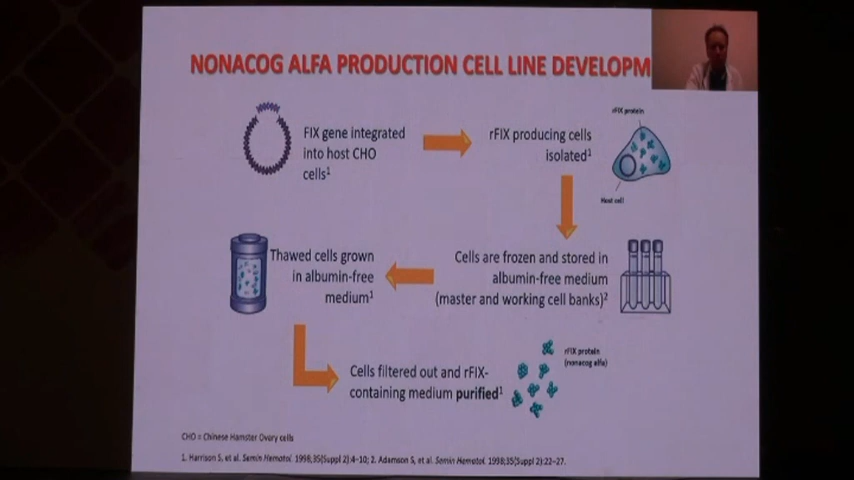 NONACOG ALFA PRODUCTION CELL LINE DEVELOPM
FIX gene integrated
into host CHO
cells1
rFIX producing cells
isolated1
rFIX protein
Host cell
Thawed cells grown
in albumin-free
medium1
Cells are frozen and stored in
albumin-free medium
(master and working cell banks)2
Cells filtered out and rFIX-
containing medium purified1
rFIX protein
(nonacog alfa)
CHO = Chinese Hamster Ovary cells
1. Harrison S, et al. Semin Hematol. 1998;35(Suppl 2):4–10; 2. Adamson S, et al. Semin Hematol. 1998;35(Suppl 2):22–27.